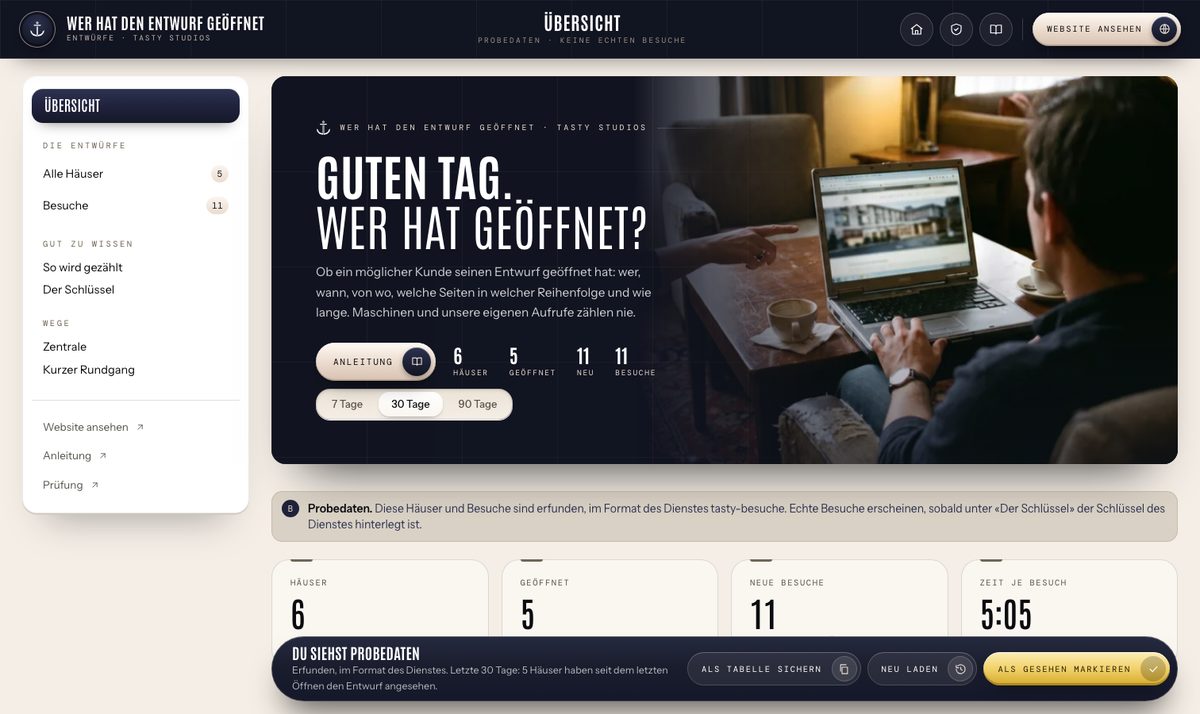 WER HAT DEN ENTWURF GEÖFFNET
ENTWÜRFE · TASTY STUDIOS
ÜBERSICHT
PROBEDATEN · KEINE ECHTEN BESUCHE
WEBSITE ANSEHEN
ÜBERSICHT
DIE ENTWÜRFE
Alle Häuser 5
Besuche 11
GUT ZU WISSEN
So wird gezählt
Der Schlüssel
WEGE
Zentrale
Kurzer Rundgang
Website ansehen ↗
Anleitung ↗
Prüfung ↗
WER HAT DEN ENTWURF GEÖFFNET · TASTY STUDIOS
GUTEN TAG.
WER HAT GEÖFFNET?
Ob ein möglicher Kunde seinen Entwurf geöffnet hat: wer,
wann, von wo, welche Seiten in welcher Reihenfolge und wie
lange. Maschinen und unsere eigenen Aufrufe zählen nie.
ANLEITUNG
6 5 11 11
HÄUSER GEÖFFNET NEU BESUCHE
7 Tage 30 Tage 90 Tage
B Probedaten. Diese Häuser und Besuche sind erfunden, im Format des Dienstes tasty-besuche. Echte Besuche erscheinen, sobald unter «Der Schlüssel» der Schlüssel des
Dienstes hinterlegt ist.
HÄUSER GEÖFFNET NEUE BESUCHE ZEIT JE BESUCH
6 5 11 5:05
DU SIEHST PROBEDATEN
Erfunden, im Format des Dienstes. Letzte 30 Tage: 5 Häuser haben seit dem letzten
Öffnen den Entwurf angesehen.
ALS TABELLE SICHERN
NEU LADEN
ALS GESEHEN MARKIEREN